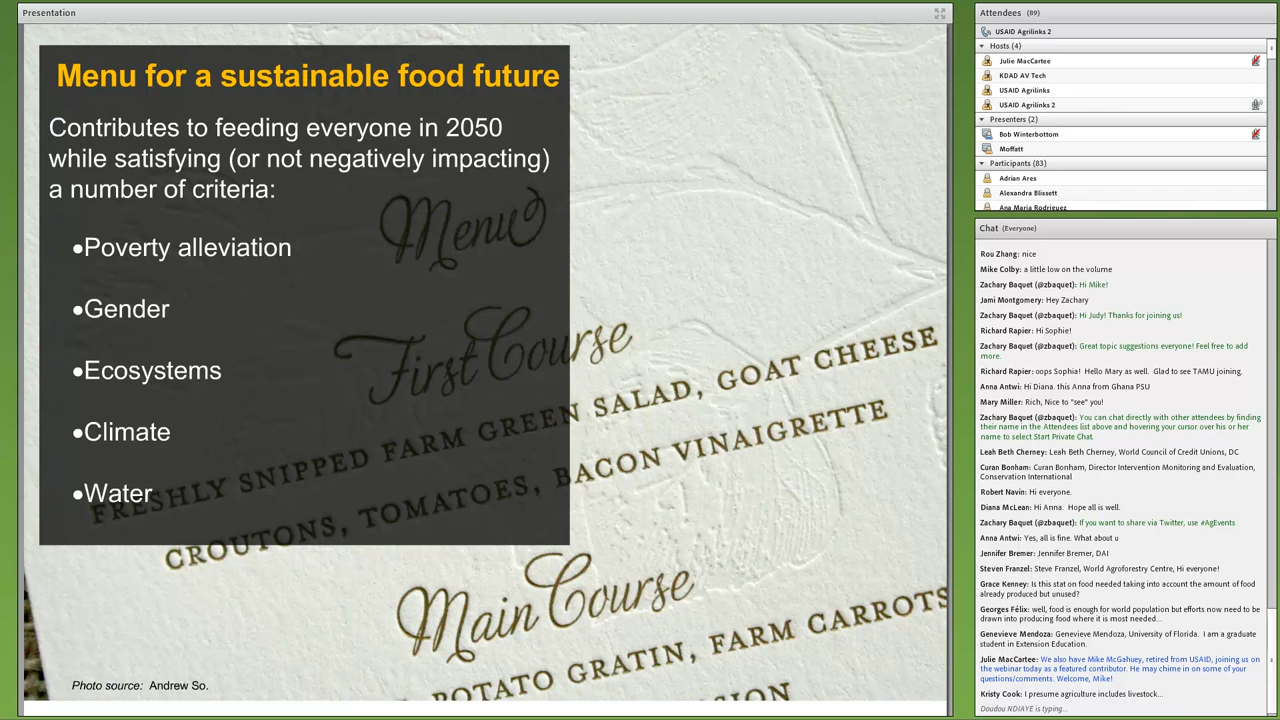 Presentation
Menu for a sustainable food future
Contributes to feeding everyone in 2050
while satisfying (or not negatively impacting)
a number of criteria:
•Poverty alleviation
•Gender
•Ecosystems
•Climate
•Water
Menu
First Course
FRESHLY SNIPPED FARM GREEN SALAD, GOAT CHEESE
CROUTONS, TOMATOES, BACON VINAIGRETTE
Main Course
POTATO GRATIN, FARM CARROTS
Photo source: Andrew So.
Attendees (89)
USAID Agrilinks 2
Hosts (4)
Julie MacCartee
KDAD AV Tech
USAID Agrilinks
USAID Agrilinks 2
Presenters (2)
Bob Winterbottom
Moffatt
Participants (83)
Adrian Ares
Alexandra Blissett
Ana Maria Rodriguez
Chat (Everyone)
Rou Zhang: nice
Mike Colby: a little low on the volume
Zachary Baquet (@zbaquet): Hi Mike!
Jami Montgomery: Hey Zachary
Zachary Baquet (@zbaquet): Hi Judy! Thanks for joining us!
Richard Rapier: Hi Sophie!
Zachary Baquet (@zbaquet): Great topic suggestions everyone! Feel free to add
more.
Richard Rapier: oops Sophia! Hello Mary as well. Glad to see TAMU joining.
Anna Antwi: Hi Diana. this Anna from Ghana PSU
Mary Miller: Rich, Nice to "see" you!
Zachary Baquet (@zbaquet): You can chat directly with other attendees by finding
their name in the Attendees list above and hovering your cursor over his or her
name to select Start Private Chat.
Leah Beth Cherney: Leah Beth Cherney, World Council of Credit Unions, DC
Curan Bonham: Curan Bonham, Director Intervention Monitoring and Evaluation,
Conservation International
Robert Navin: Hi everyone.
Diana McLean: Hi Anna. Hope all is well.
Zachary Baquet (@zbaquet): If you want to share via Twitter, use #AgEvents
Anna Antwi: Yes, all is fine. What about u
Jennifer Bremer: Jennifer Bremer, DAI
Steven Franzel: Steve Franzel, World Agroforestry Centre, Hi everyone!
Grace Kenney: Is this stat on food needed taking into account the amount of food
already produced but unused?
Georges Félix: well, food is enough for world population but efforts now need to be
drawn into producing food where it is most needed...
Genevieve Mendoza: Genevieve Mendoza, University of Florida. I am a graduate
student in Extension Education.
Julie MacCartee: We also have Mike McGahuey, retired from USAID, joining us on
the webinar today as a featured contributor. He may chime in on some of your
questions/comments. Welcome, Mike!
Kristy Cook: I presume agriculture includes livestock...
Doudou NDIAYE is typing...